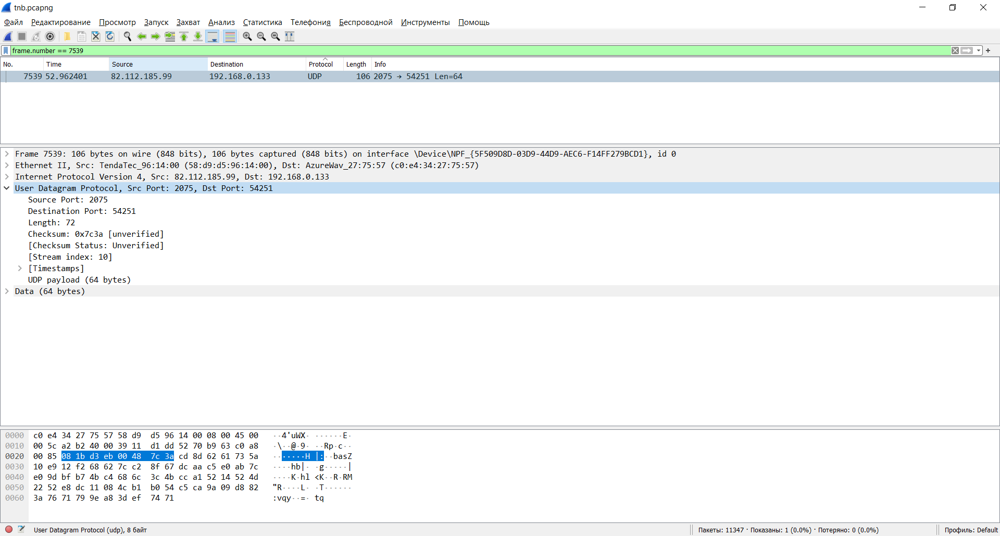 tnb.pcapng
Файл Редактирование Просмотр Запуск Захват Анализ Статистика Телефония Беспроводной Инструменты Помощь
frame.number == 7539
No. Time Source Destination Protocol Length Info
7539 52.962401 82.112.185.99 192.168.0.133 UDP 106 2075 → 54251 Len=64
Frame 7539: 106 bytes on wire (848 bits), 106 bytes captured (848 bits) on interface \Device\NPF_{5F509D8D-03D9-44D9-AEC6-F14FF279BCD1}, id 0
Ethernet II, Src: TendaTec_96:14:00 (58:d9:d5:96:14:00), Dst: AzureWav_27:75:57 (c0:e4:34:27:75:57)
Internet Protocol Version 4, Src: 82.112.185.99, Dst: 192.168.0.133
User Datagram Protocol, Src Port: 2075, Dst Port: 54251
Source Port: 2075
Destination Port: 54251
Length: 72
Checksum: 0x7c3a [unverified]
[Checksum Status: Unverified]
[Stream index: 10]
[Timestamps]
UDP payload (64 bytes)
Data (64 bytes)
0000 c0 e4 34 27 75 57 58 d9 d5 96 14 00 08 00 45 00 ··4'uWX· ······E·
0010 00 5c a2 b2 40 00 39 11 d1 dd 52 70 b9 63 c0 a8 ·\··@·9· ··Rp·c··
0020 00 85 08 1b d3 eb 00 48 7c 3a cd 8d 62 61 73 5a ·······H |:··basZ
0030 10 e9 12 f2 68 62 7c c2 8f 67 dc aa c5 e0 ab 7c ····hb|· ·g·····|
0040 e0 9d bf b7 4b c4 68 6c 3c 4b cc a1 52 14 52 4d ····K·hl <K··R·RM
0050 22 52 e8 dc 11 08 4c b1 b0 54 c5 ca 9a 09 d8 82 "R····L· ·T······
0060 3a 76 71 79 9e a8 3d ef 74 71 :vqy··=· tq
User Datagram Protocol (udp), 8 байт Пакеты: 11347 · Показаны: 1 (0.0%) · Потеряно: 0 (0.0%) Профиль: Default